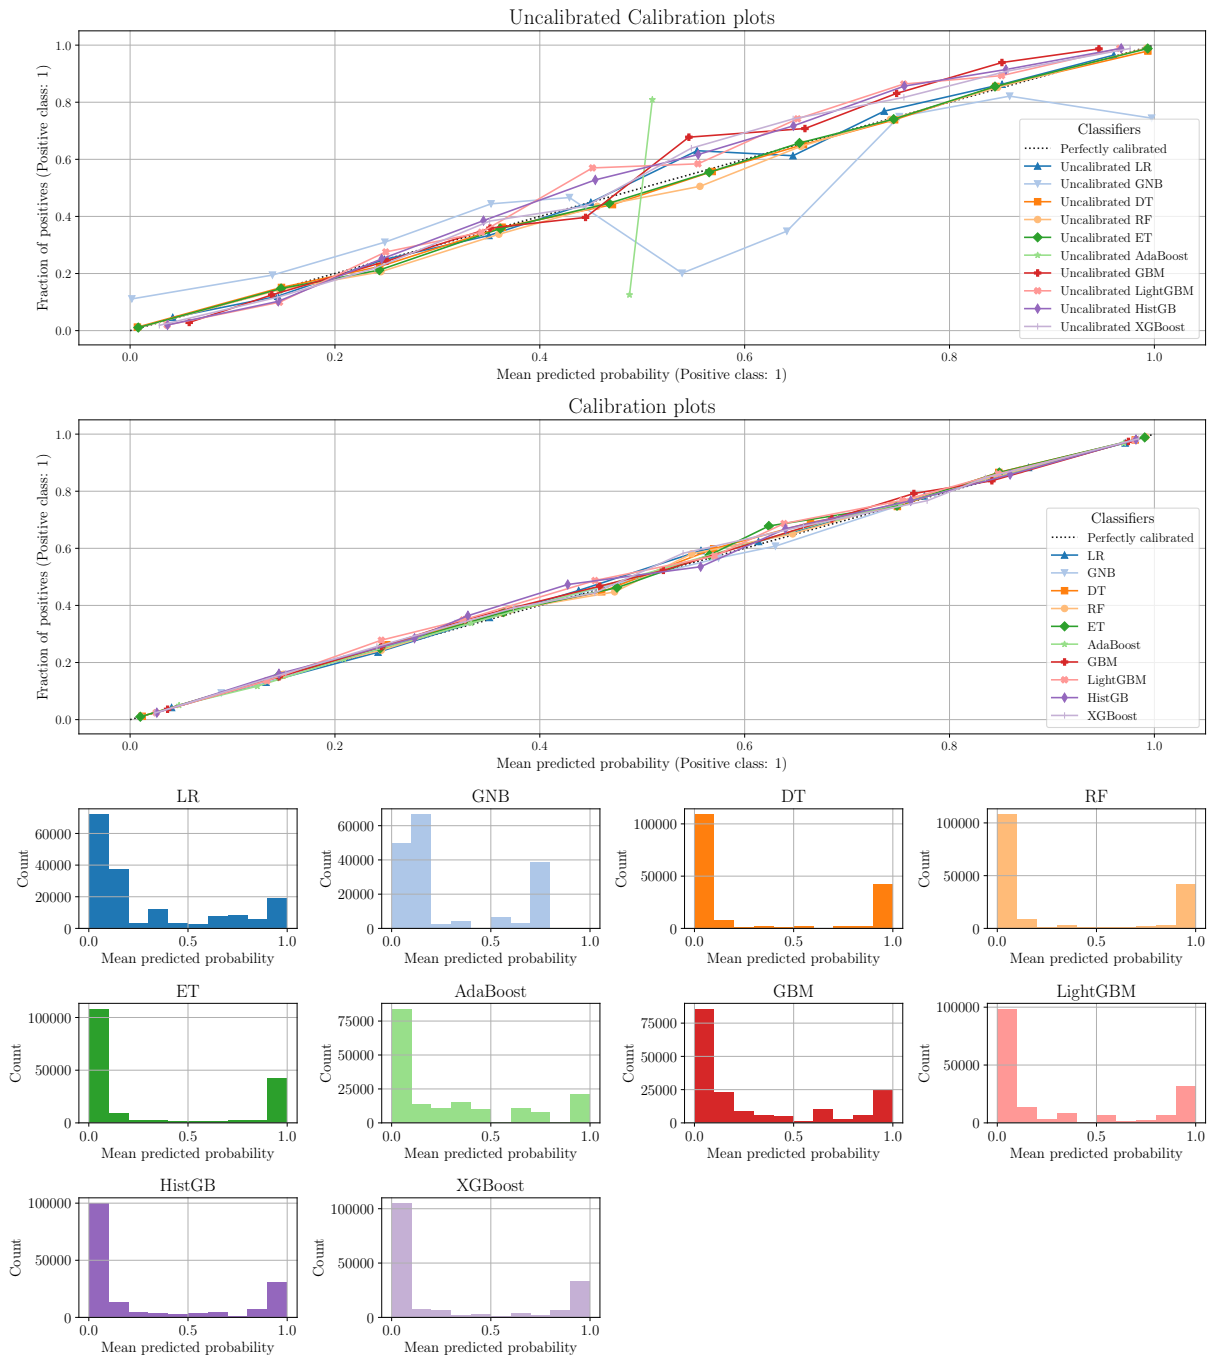 Uncalibrated Calibration plots
Fraction of positives (Positive class: 1)
1.0
0.8
0.6
0.4
0.2
0.0
Classifiers
Perfectly calibrated
Uncalibrated LR
Uncalibrated GNB
Uncalibrated DT
Uncalibrated RF
Uncalibrated ET
Uncalibrated AdaBoost
Uncalibrated GBM
Uncalibrated LightGBM
Uncalibrated HistGB
Uncalibrated XGBoost
0.0 0.2 0.4 0.6 0.8 1.0
Mean predicted probability (Positive class: 1)
Calibration plots
Fraction of positives (Positive class: 1)
1.0
0.8
0.6
0.4
0.2
0.0
Classifiers
Perfectly calibrated
LR
GNB
DT
RF
ET
AdaBoost
GBM
LightGBM
HistGB
XGBoost
0.0 0.2 0.4 0.6 0.8 1.0
Mean predicted probability (Positive class: 1)
LR
Count
60000
40000
20000
0
0.0 0.5 1.0
Mean predicted probability
GNB
Count
60000
40000
20000
0
0.0 0.5 1.0
Mean predicted probability
DT
Count
100000
50000
0
0.0 0.5 1.0
Mean predicted probability
RF
Count
100000
50000
0
0.0 0.5 1.0
Mean predicted probability
ET
Count
100000
50000
0
0.0 0.5 1.0
Mean predicted probability
AdaBoost
Count
75000
50000
25000
0
0.0 0.5 1.0
Mean predicted probability
GBM
Count
75000
50000
25000
0
0.0 0.5 1.0
Mean predicted probability
LightGBM
Count
100000
50000
0
0.0 0.5 1.0
Mean predicted probability
HistGB
Count
100000
50000
0
0.0 0.5 1.0
Mean predicted probability
XGBoost
Count
100000
50000
0
0.0 0.5 1.0
Mean predicted probability